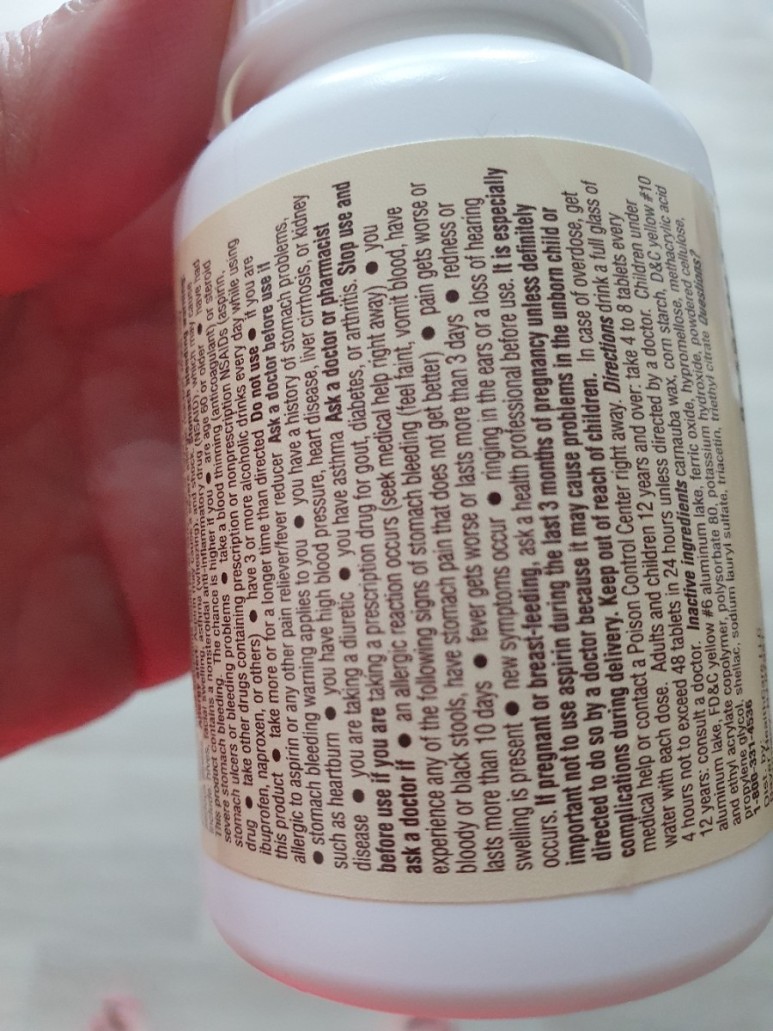 include: hives, facial swelling, asthma (wheezing), and shock
This product contains a nonsteroidal anti-inflammatory drug (NSAID), which may cause
severe stomach bleeding. The chance is higher if you • are age 60 or older • have had
stomach ulcers or bleeding problems • take a blood thinning (anticoagulant) or steroid
drug • take other drugs containing prescription or nonprescription NSAIDs (aspirin,
ibuprofen, naproxen, or others) • have 3 or more alcoholic drinks every day while using
this product • take more or for a longer time than directed Do not use • if you are
allergic to aspirin or any other pain reliever/fever reducer Ask a doctor before use if
• stomach bleeding warning applies to you • you have a history of stomach problems,
such as heartburn • you have high blood pressure, heart disease, liver cirrhosis, or kidney
disease • you are taking a diuretic • you have asthma Ask a doctor or pharmacist
before use if you are taking a prescription drug for gout, diabetes, or arthritis. Stop use and
ask a doctor if • an allergic reaction occurs (seek medical help right away) • you
experience any of the following signs of stomach bleeding (feel faint, vomit blood, have
bloody or black stools, have stomach pain that does not get better) • pain gets worse or
lasts more than 10 days • fever gets worse or lasts more than 3 days • redness or
swelling is present • new symptoms occur • ringing in the ears or a loss of hearing
occurs. If pregnant or breast-feeding, ask a health professional before use. It is especially
important not to use aspirin during the last 3 months of pregnancy unless definitely
directed to do so by a doctor because it may cause problems in the unborn child or
complications during delivery. Keep out of reach of children. In case of overdose, get
medical help or contact a Poison Control Center right away. Directions drink a full glass of
water with each dose. Adults and children 12 years and over: take 4 to 8 tablets every
4 hours not to exceed 48 tablets in 24 hours unless directed by a doctor. Children under
12 years: consult a doctor. Inactive ingredients carnauba wax, corn starch, D&C yellow #10
aluminum lake, FD&C yellow #6 aluminum lake, ferric oxide, hypromellose, methacrylic acid
and ethyl acrylate copolymer, polysorbate 80, potassium hydroxide, powdered cellulose,
propylene glycol, shellac, sodium lauryl sulfate, triacetin, triethyl citrate Questions?
1-800-331-4536
Dist. by